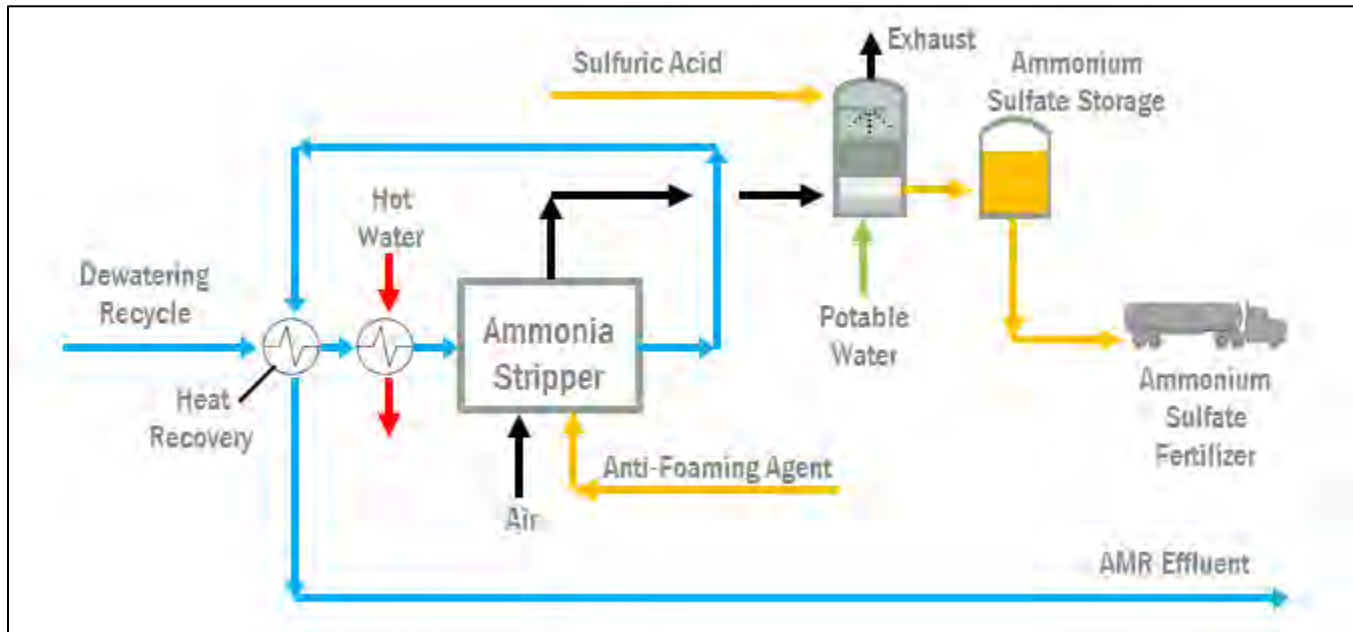 Exhaust
Sulfuric Acid
Ammonium
Sulfate Storage
Hot
Water
Dewatering
Recycle
Ammonia
Stripper
Potable
Water
Heat
Recovery
Ammonium
Sulfate
Fertilizer
Anti-Foaming Agent
Air
AMR Effluent